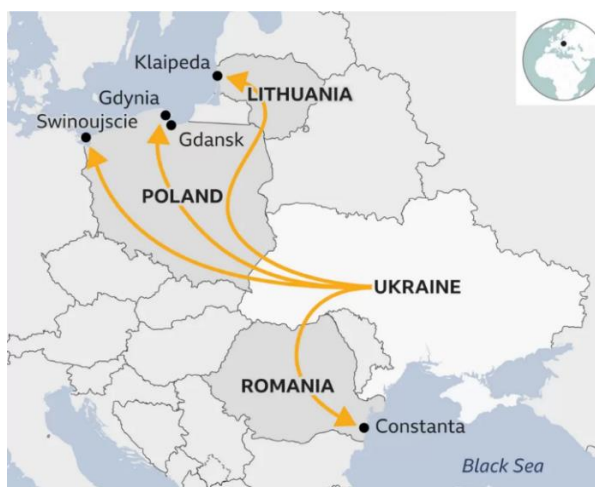 Klaipeda
LITHUANIA
Gdynia
Swinoujscie
Gdansk
POLAND
UKRAINE
ROMANIA
Constanta
Black Sea